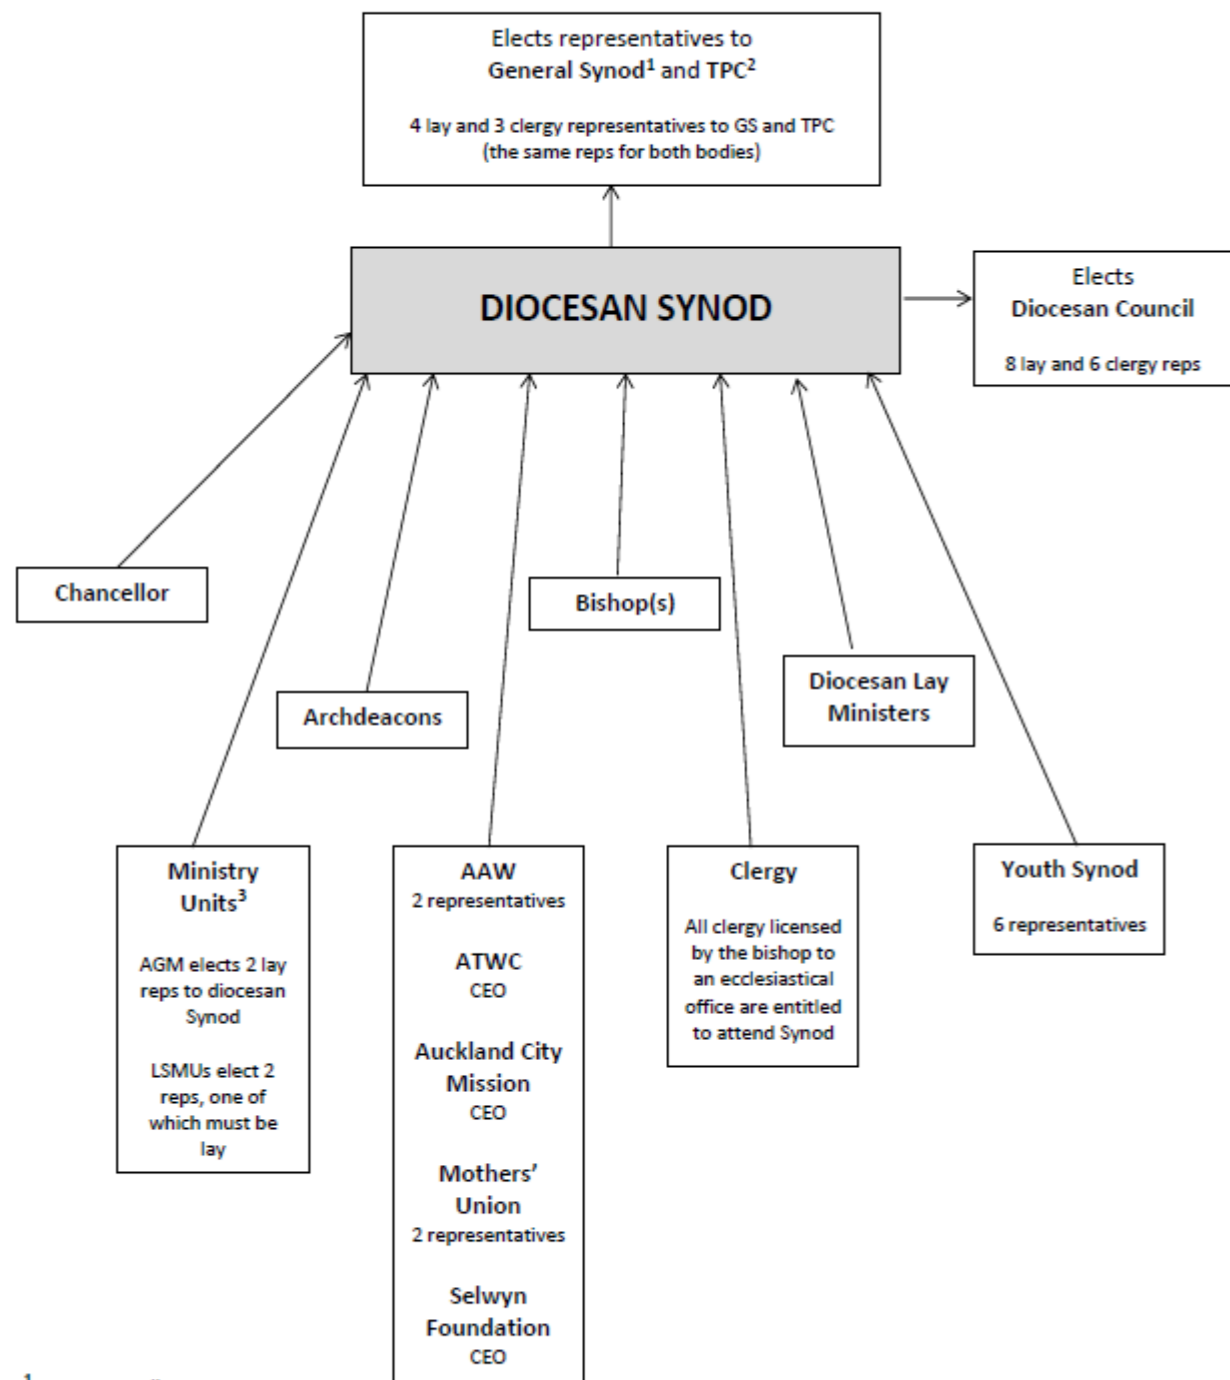 Elects representatives to
General Synod¹ and TPC²
4 lay and 3 clergy representatives to GS and TPC
(the same reps for both bodies)
DIOCESAN SYNOD
Elects
Diocesan Council
8 lay and 6 clergy reps
Chancellor
Bishop(s)
Archdeacons
Diocesan Lay
Ministers
Ministry
Units³
AGM elects 2 lay
reps to diocesan
Synod
LSMUs elect 2
reps, one of
which must be
lay
AAW
2 representatives
ATWC
CEO
Auckland City
Mission
CEO
Mothers’
Union
2 representatives
Selwyn
Foundation
CEO
Clergy
All clergy licensed
by the bishop to
an ecclesiastical
office are entitled
to attend Synod
Youth Synod
6 representatives